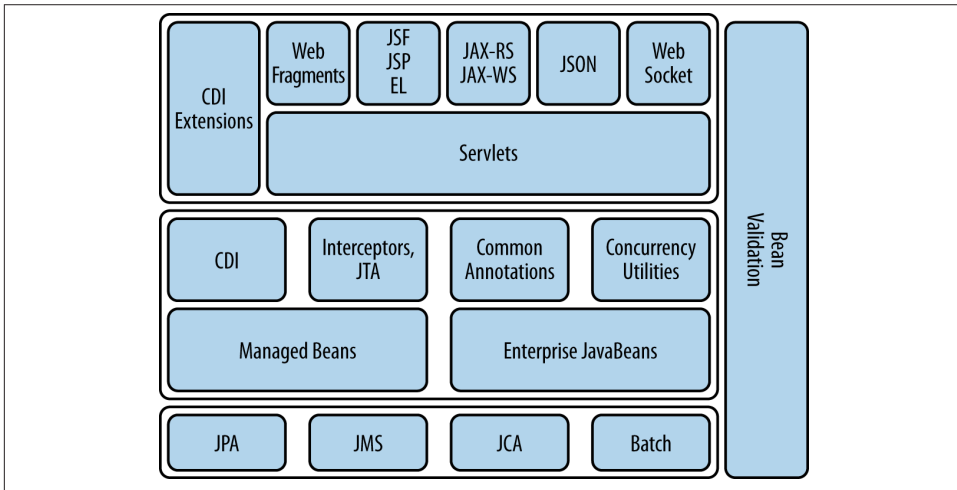 CDI
Extensions
Web
Fragments
JSF
JSP
EL
JAX-RS
JAX-WS
JSON
Web
Socket
Servlets
CDI
Interceptors,
JTA
Common
Annotations
Concurrency
Utilities
Managed Beans
Enterprise JavaBeans
JPA
JMS
JCA
Batch
Bean
Validation